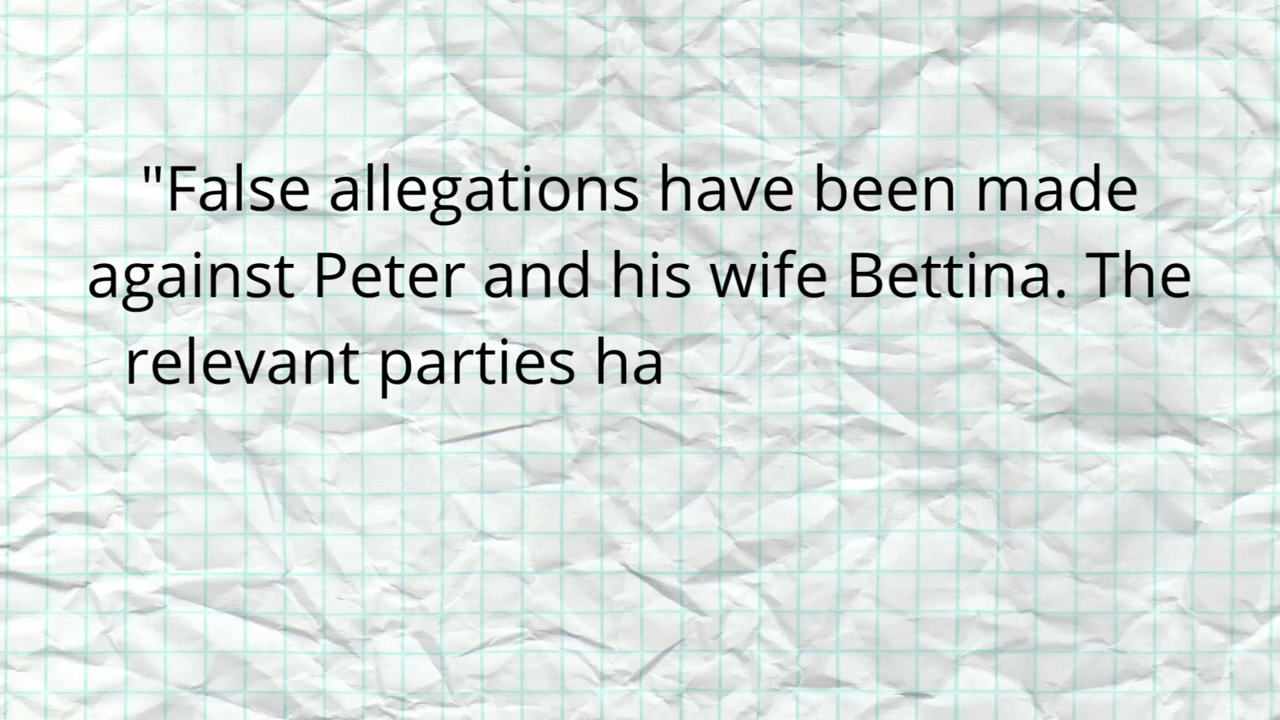 "False allegations have been made
against Peter and his wife Bettina. The
relevant parties ha